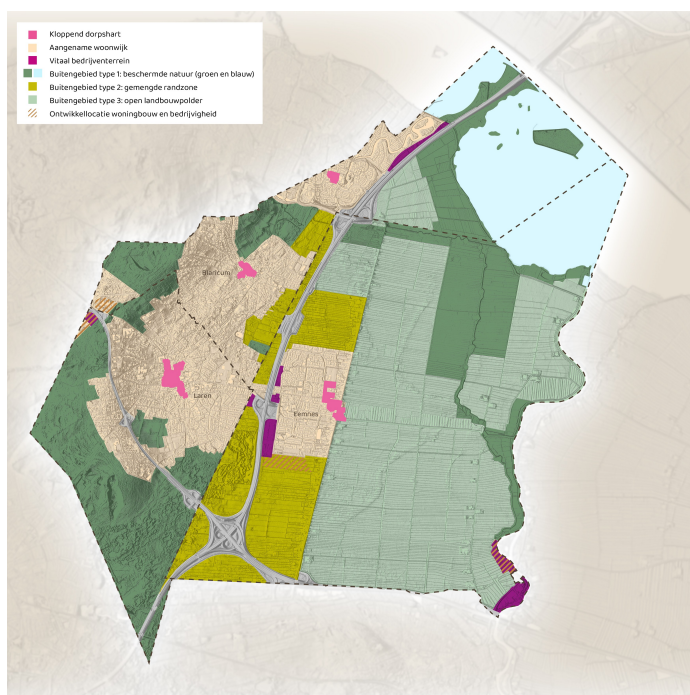 Kloppend dorpshart
Aangename woonwijk
Vitaal bedrijventerrein
Buitengebied type 1: beschermde natuur (groen en blauw)
Buitengebied type 2: gemengde randzone
Buitengebied type 3: open landbouwpolder
Ontwikkellocatie woningbouw en bedrijvigheid
Blaricum
Laren
Eemnes